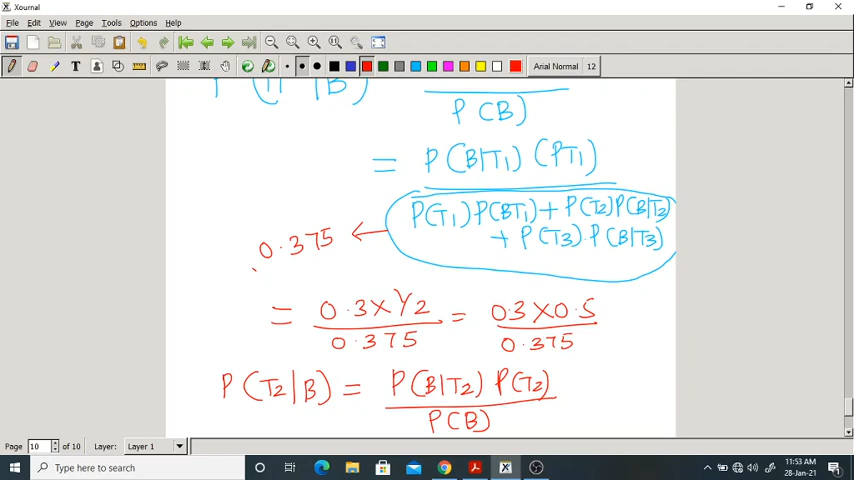 Xournal
File Edit View Page Tools Options Help
Arial Normal 12
P(B)
= P(B|T1) (PT1)
P(T1)P(BT1) + P(T2)P(B|T2)
+ P(T3).P(B|T3)
0.375 ←
= 0.3×1/2 = 0.3×0.5
0.375 0.375
P(T2|B) = P(B|T2) P(T2)
P(B)
Page 10 of 10 Layer: Layer 1
Type here to search
11:53 AM
28-Jan-21